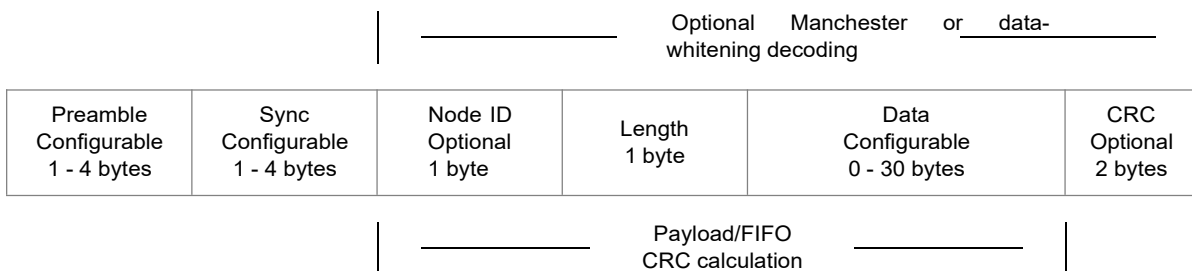 Optional Manchester or data-
whitening decoding
Preamble
Configurable
1 - 4 bytes
Sync
Configurable
1 - 4 bytes
Node ID
Optional
1 byte
Length
1 byte
Data
Configurable
0 - 30 bytes
CRC
Optional
2 bytes
Payload/FIFO
CRC calculation